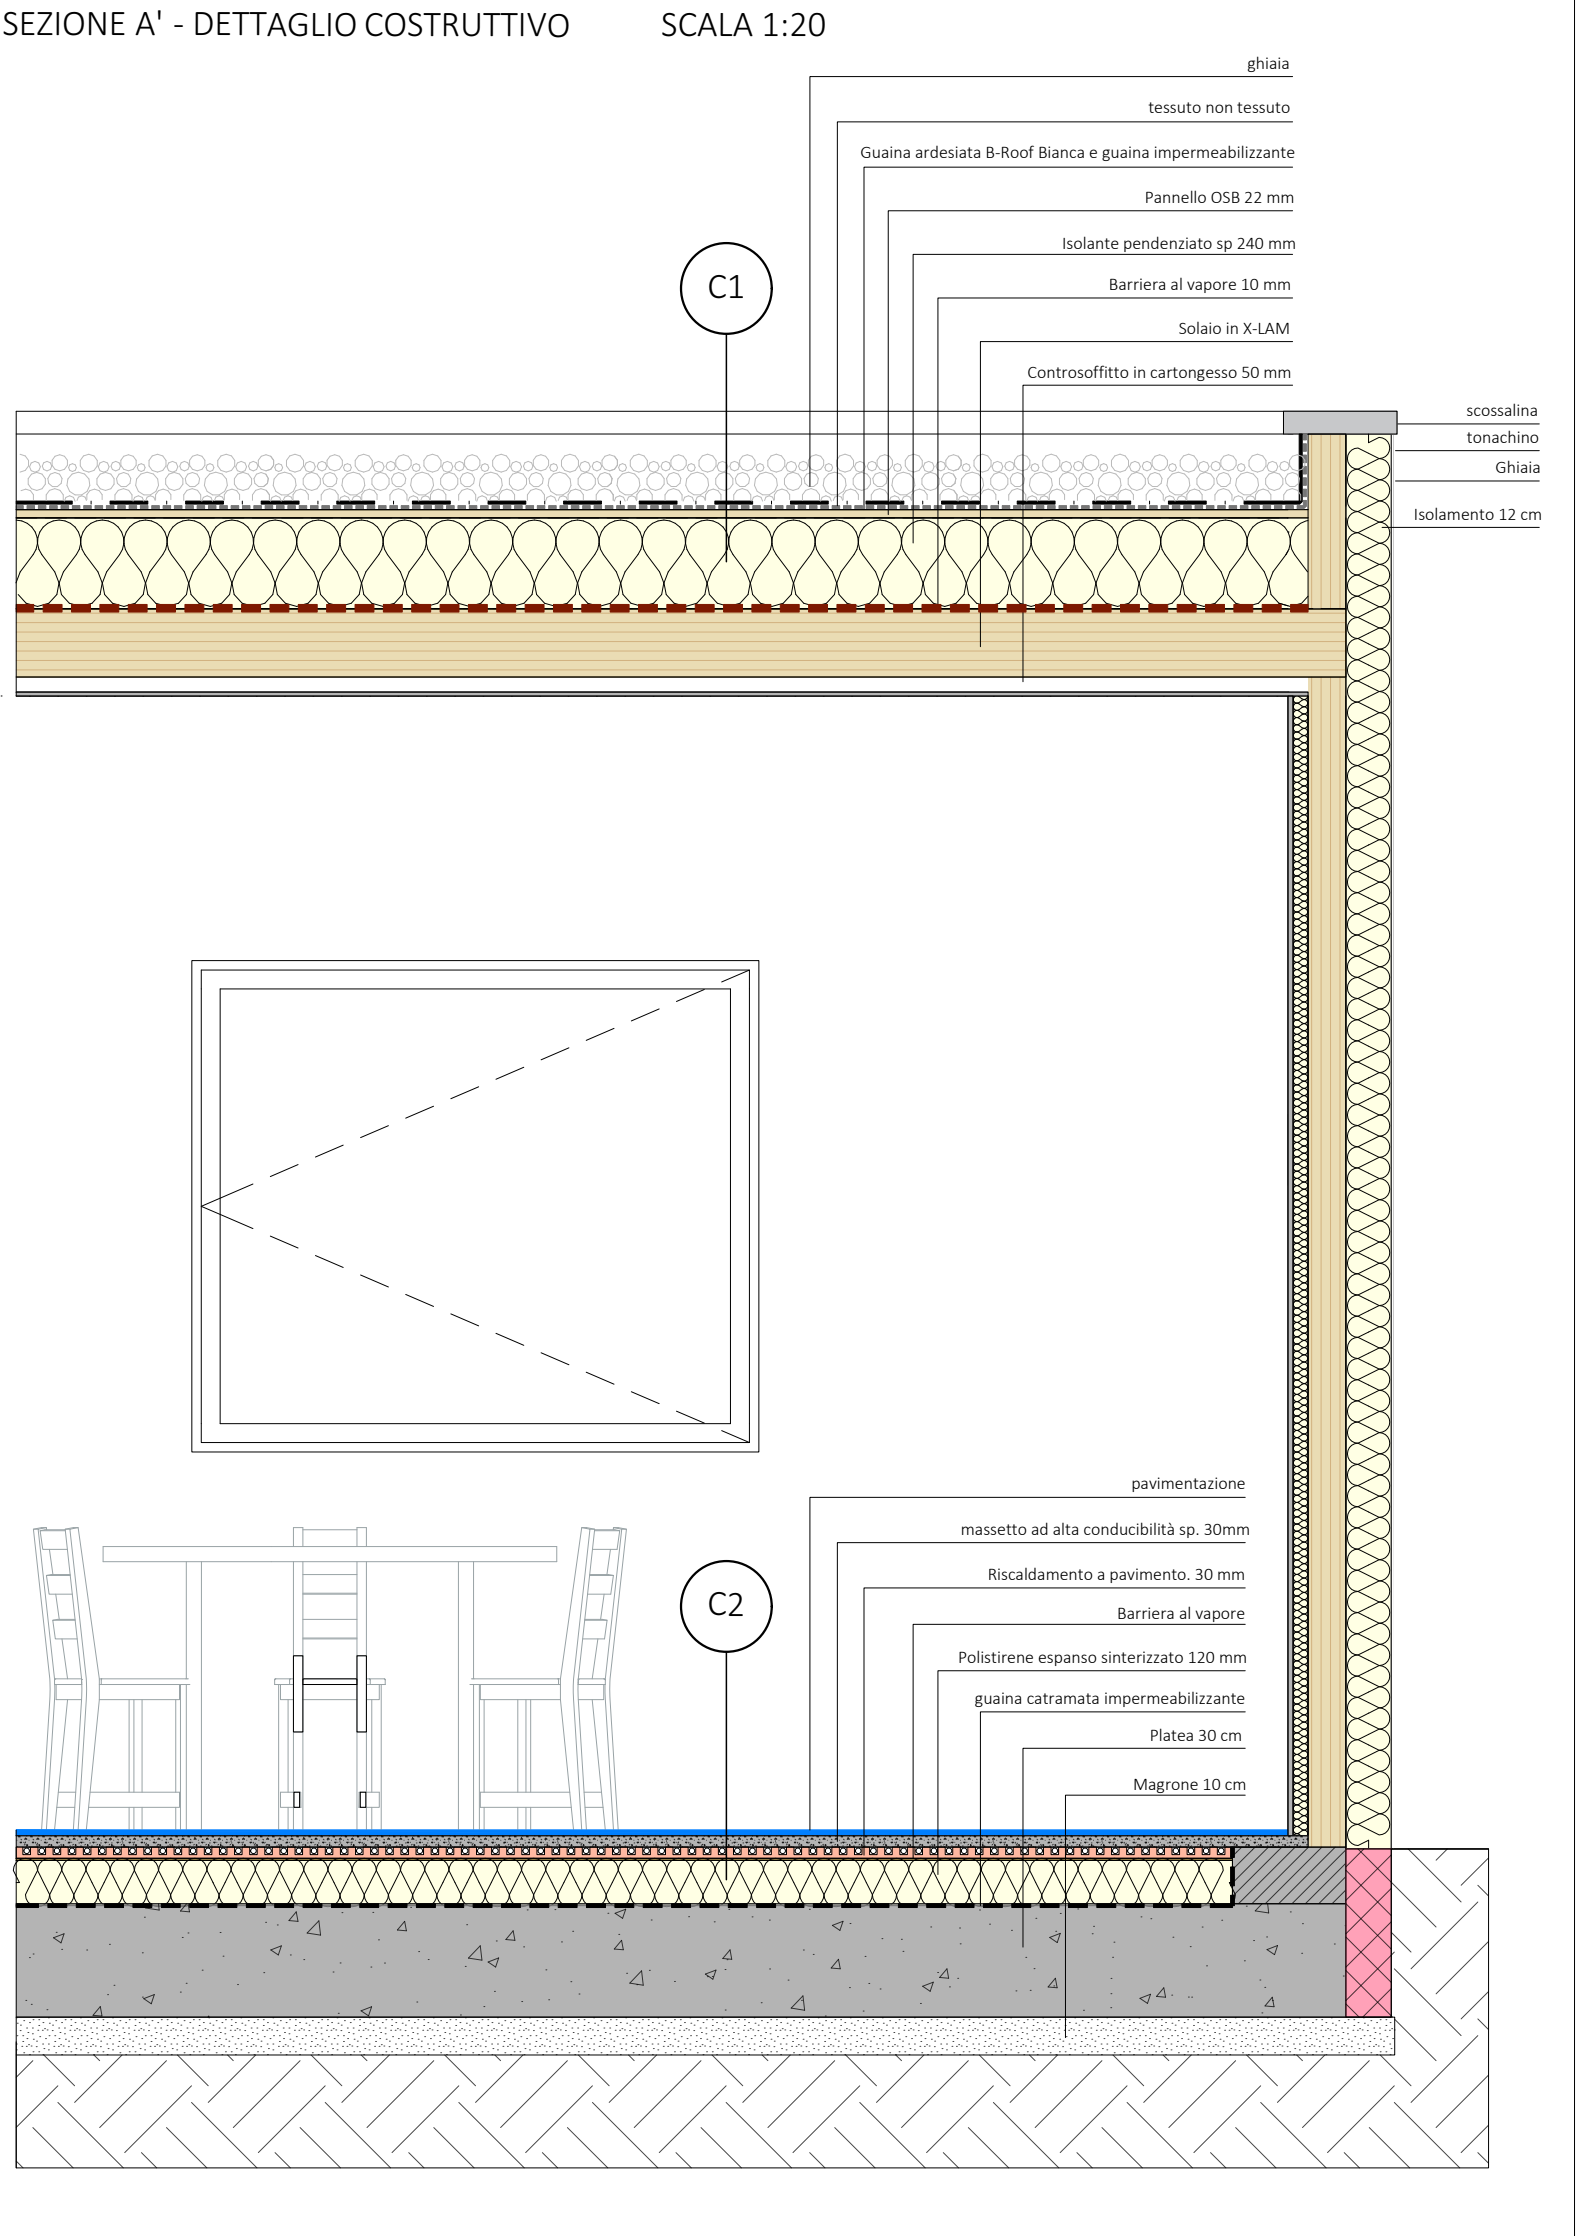 SEZIONE A' - DETTAGLIO COSTRUTTIVO SCALA 1:20
ghiaia
tessuto non tessuto
Guaina ardesiata B-Roof Bianca e guaina impermeabilizzante
Pannello OSB 22 mm
Isolante pendenziato sp 240 mm
Barriera al vapore 10 mm
Solaio in X-LAM
Controsoffitto in cartongesso 50 mm
C1
scossalina
tonachino
Ghiaia
Isolamento 12 cm
pavimentazione
massetto ad alta conducibilità sp. 30mm
Riscaldamento a pavimento. 30 mm
Barriera al vapore
Polistirene espanso sinterizzato 120 mm
guaina catramata impermeabilizzante
Platea 30 cm
Magrone 10 cm
C2